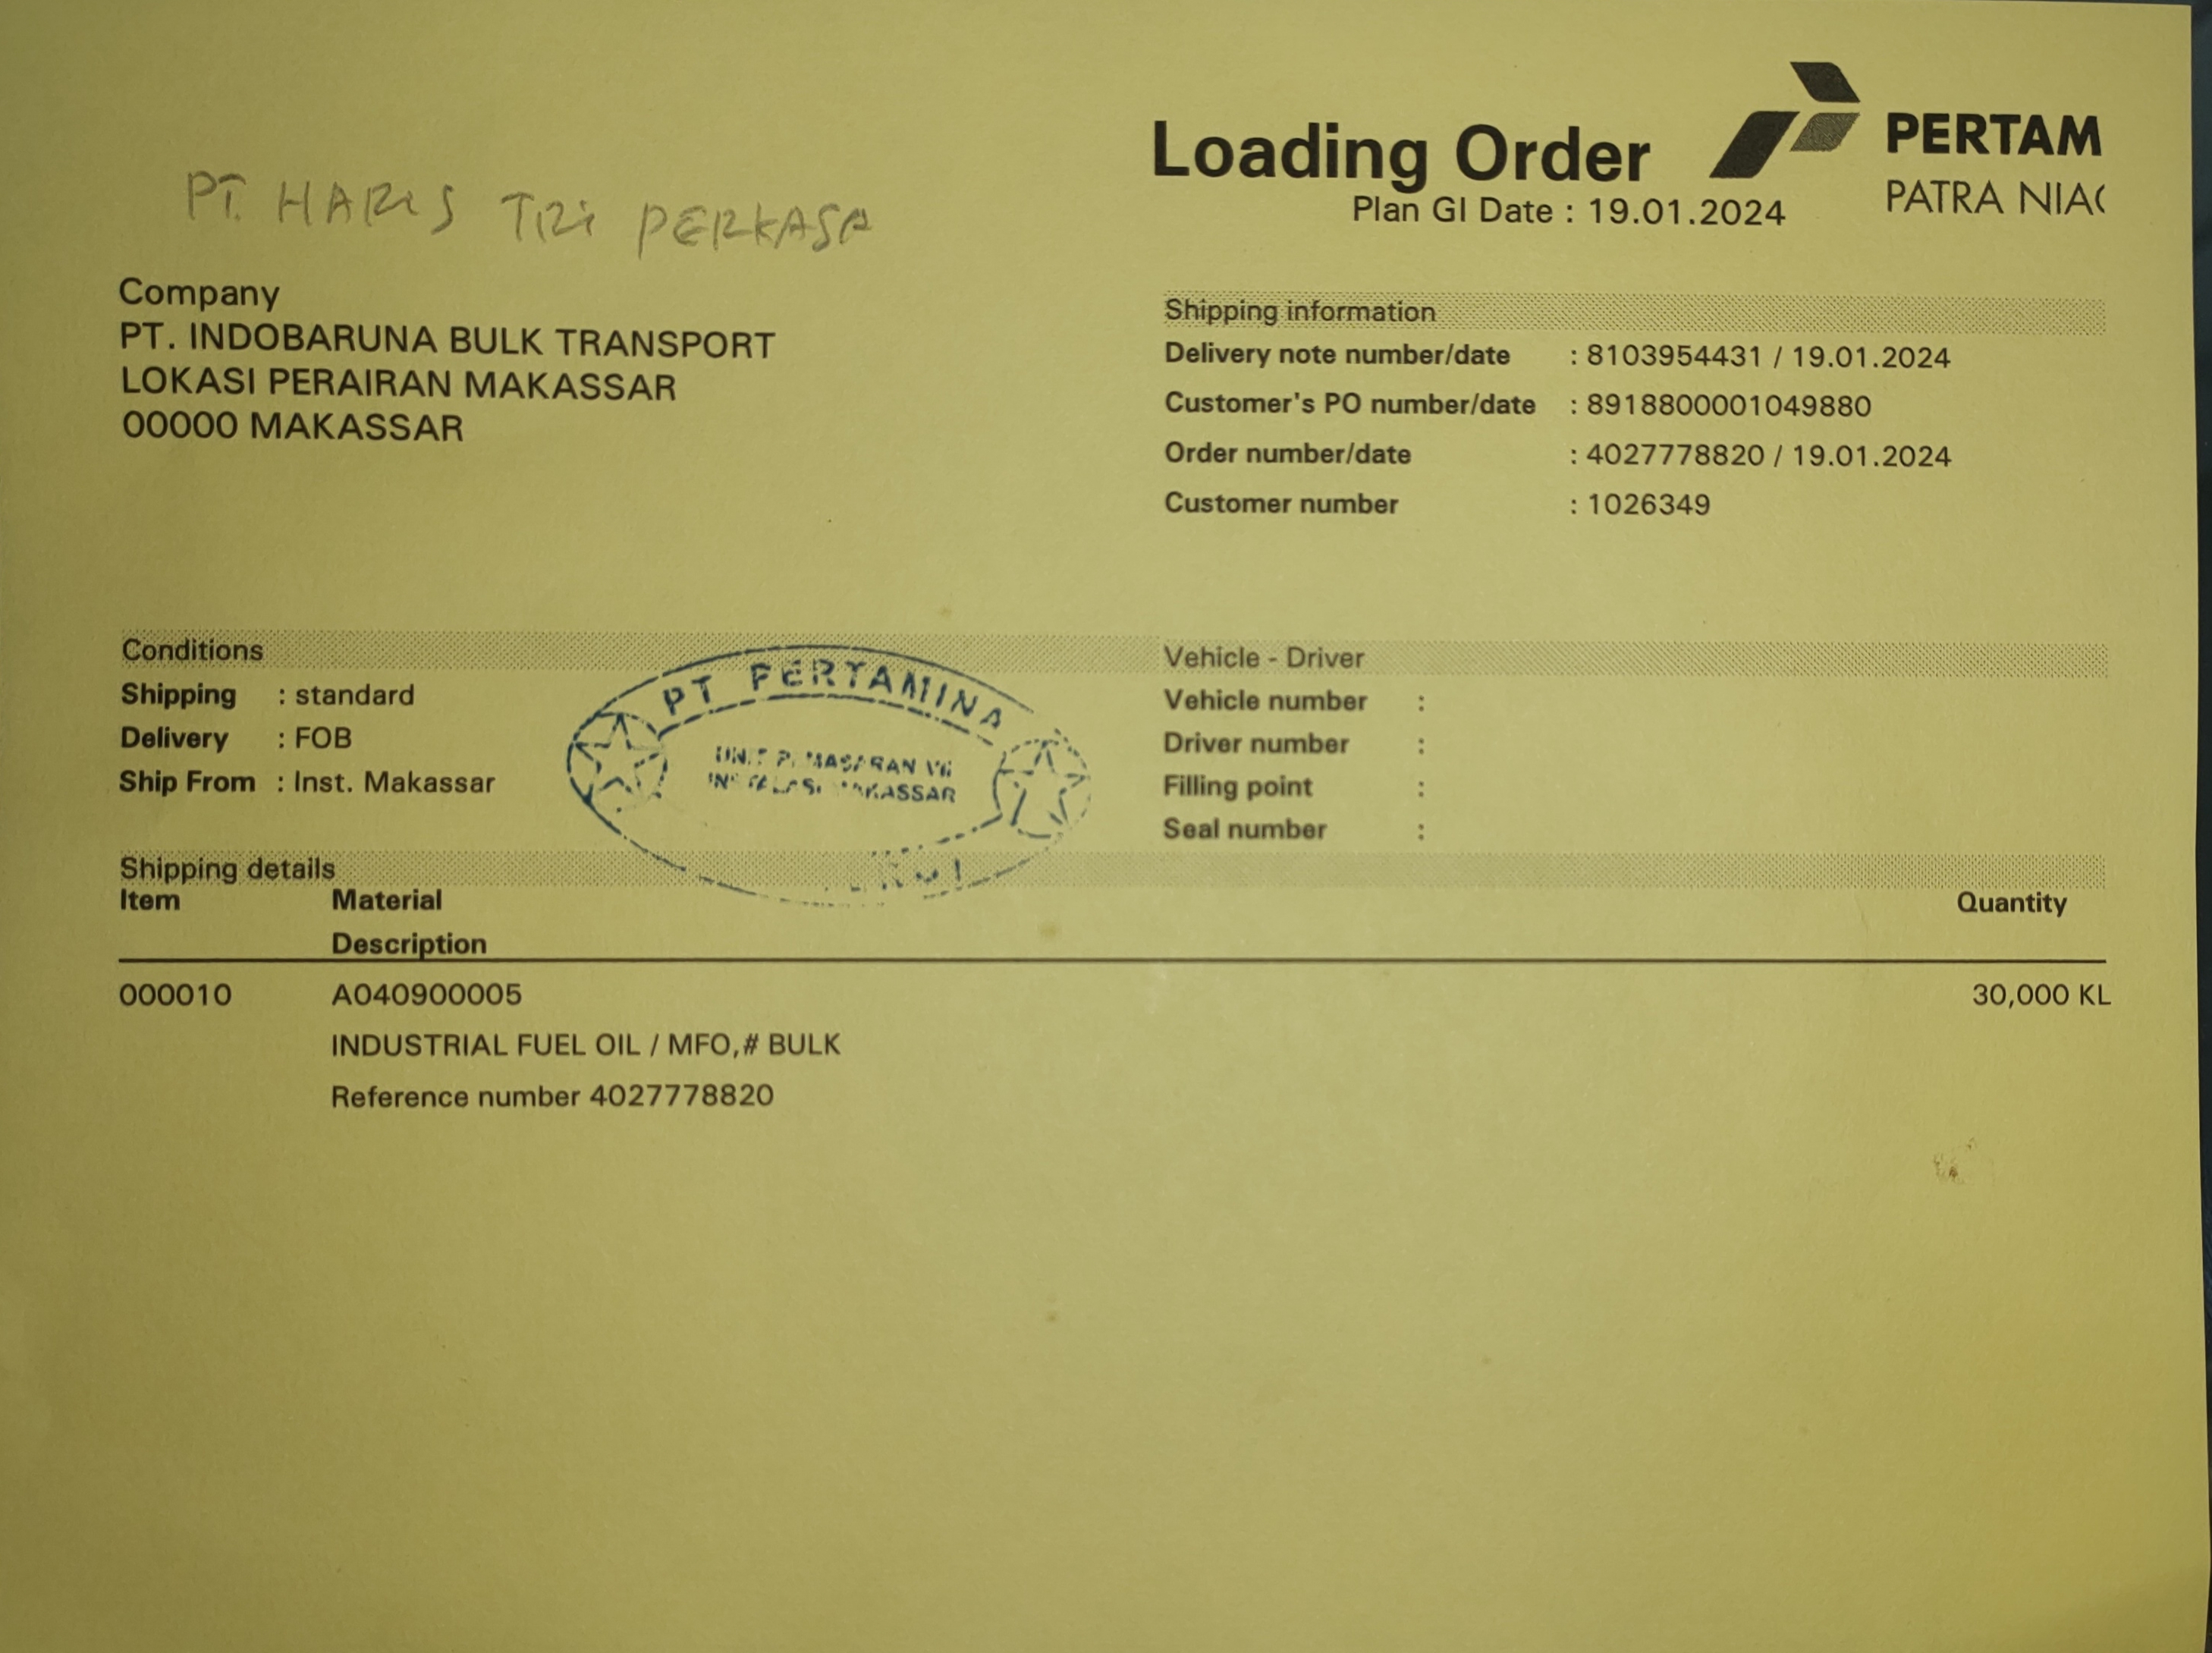 Loading Order
PERTAM
PATRA NIA
Plan GI Date : 19.01.2024
PT. HARIS TRi PERKASA
Company
PT. INDOBARUNA BULK TRANSPORT
LOKASI PERAIRAN MAKASSAR
00000 MAKASSAR
Shipping information
Delivery note number/date : 8103954431 / 19.01.2024
Customer's PO number/date : 8918800001049880
Order number/date : 4027778820 / 19.01.2024
Customer number : 1026349
Conditions
Shipping : standard
Delivery : FOB
Ship From : Inst. Makassar
PT PERTAMINA
UNIT PEMASARAN VII
INSTALASI MAKASSAR
Vehicle - Driver
Vehicle number :
Driver number :
Filling point :
Seal number :
Shipping details
Item Material Quantity
Description
000010 A040900005 30,000 KL
INDUSTRIAL FUEL OIL / MFO,# BULK
Reference number 4027778820